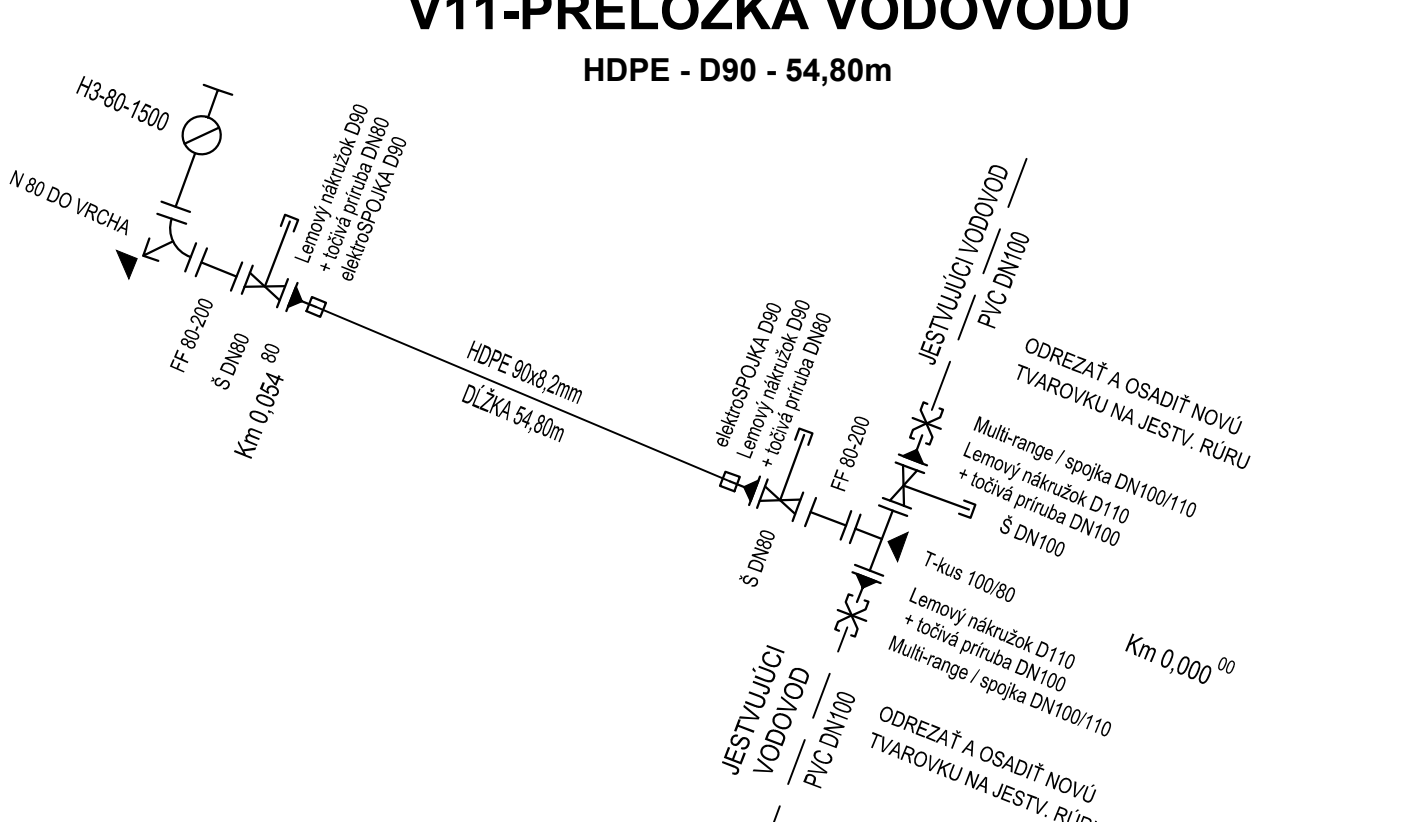 V11-PRELOŽKA VODOVODU
HDPE - D90 - 54,80m
H3-80-1500
N 80 DO VRCHA
Lemový nákružok D90
+ točivá príruba DN80
elektroSPOJKA D90
FF 80-200
Š DN80
Km 0,054 80
HDPE 90x8,2mm
DĹŽKA 54,80m
elektroSPOJKA D90
Lemový nákružok D90
+ točivá príruba DN80
Š DN80
FF 80-200
JESTVUJÚCI VODOVOD
PVC DN100
ODREZAŤ A OSADIŤ NOVÚ
TVAROVKU NA JESTV. RÚRU
Multi-range / spojka DN100/110
Lemový nákružok D110
+ točivá príruba DN100
Š DN100
T-kus 100/80
Lemový nákružok D110
+ točivá príruba DN100
Multi-range / spojka DN100/110
Km 0,000 00
JESTVUJÚCI
VODOVOD
PVC DN100
ODREZAŤ A OSADIŤ NOVÚ
TVAROVKU NA JESTV. RÚRU